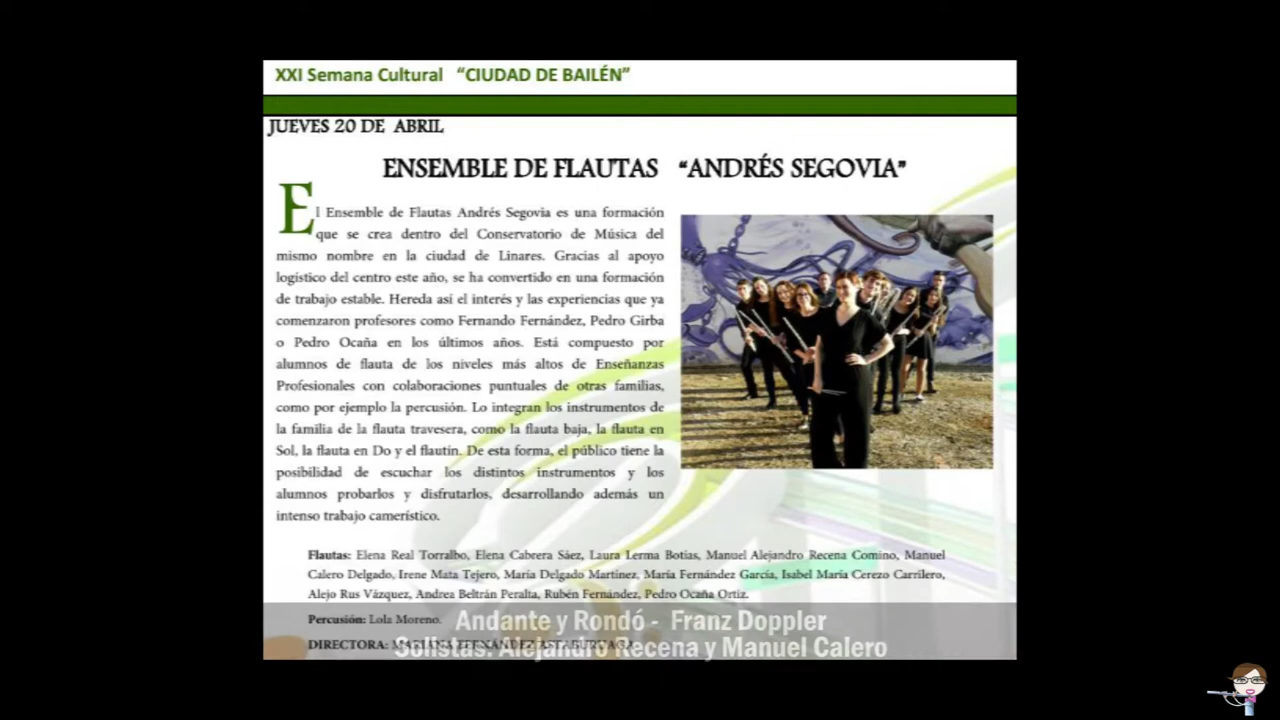 XXI Semana Cultural “CIUDAD DE BAILÉN”
JUEVES 20 DE ABRIL
ENSEMBLE DE FLAUTAS “ANDRÉS SEGOVIA”
El Ensemble de Flautas Andrés Segovia es una formación
que se crea dentro del Conservatorio de Música del
mismo nombre en la ciudad de Linares. Gracias al apoyo
logístico del centro este año, se ha convertido en una formación
de trabajo estable. Hereda así el interés y las experiencias que ya
comenzaron profesores como Fernando Fernández, Pedro Girba
o Pedro Ocaña en los últimos años. Está compuesto por
alumnos de flauta de los niveles más altos de Enseñanzas
Profesionales con colaboraciones puntuales de otras familias,
como por ejemplo la percusión. Lo integran los instrumentos de
la familia de la flauta travesera, como la flauta baja, la flauta en
Sol, la flauta en Do y el flautín. De esta forma, el público tiene la
posibilidad de escuchar los distintos instrumentos y los
alumnos probarlos y disfrutarlos, desarrollando además un
intenso trabajo camerístico.
Flautas: Elena Real Torralbo, Elena Cabrera Sáez, Laura Lerma Botías, Manuel Alejandro Recena Comino, Manuel
Calero Delgado, Irene Mata Tejero, María Delgado Martínez, María Fernández García, Isabel María Cerezo Carrilero,
Alejo Rus Vázquez, Andrea Beltrán Peralta, Rubén Fernández, Pedro Ocaña Ortiz.
Percusión: Lola Moreno.
Andante y Rondó - Franz Doppler
DIRECTORA:
Solistas: Alejandro Recena y Manuel Calero